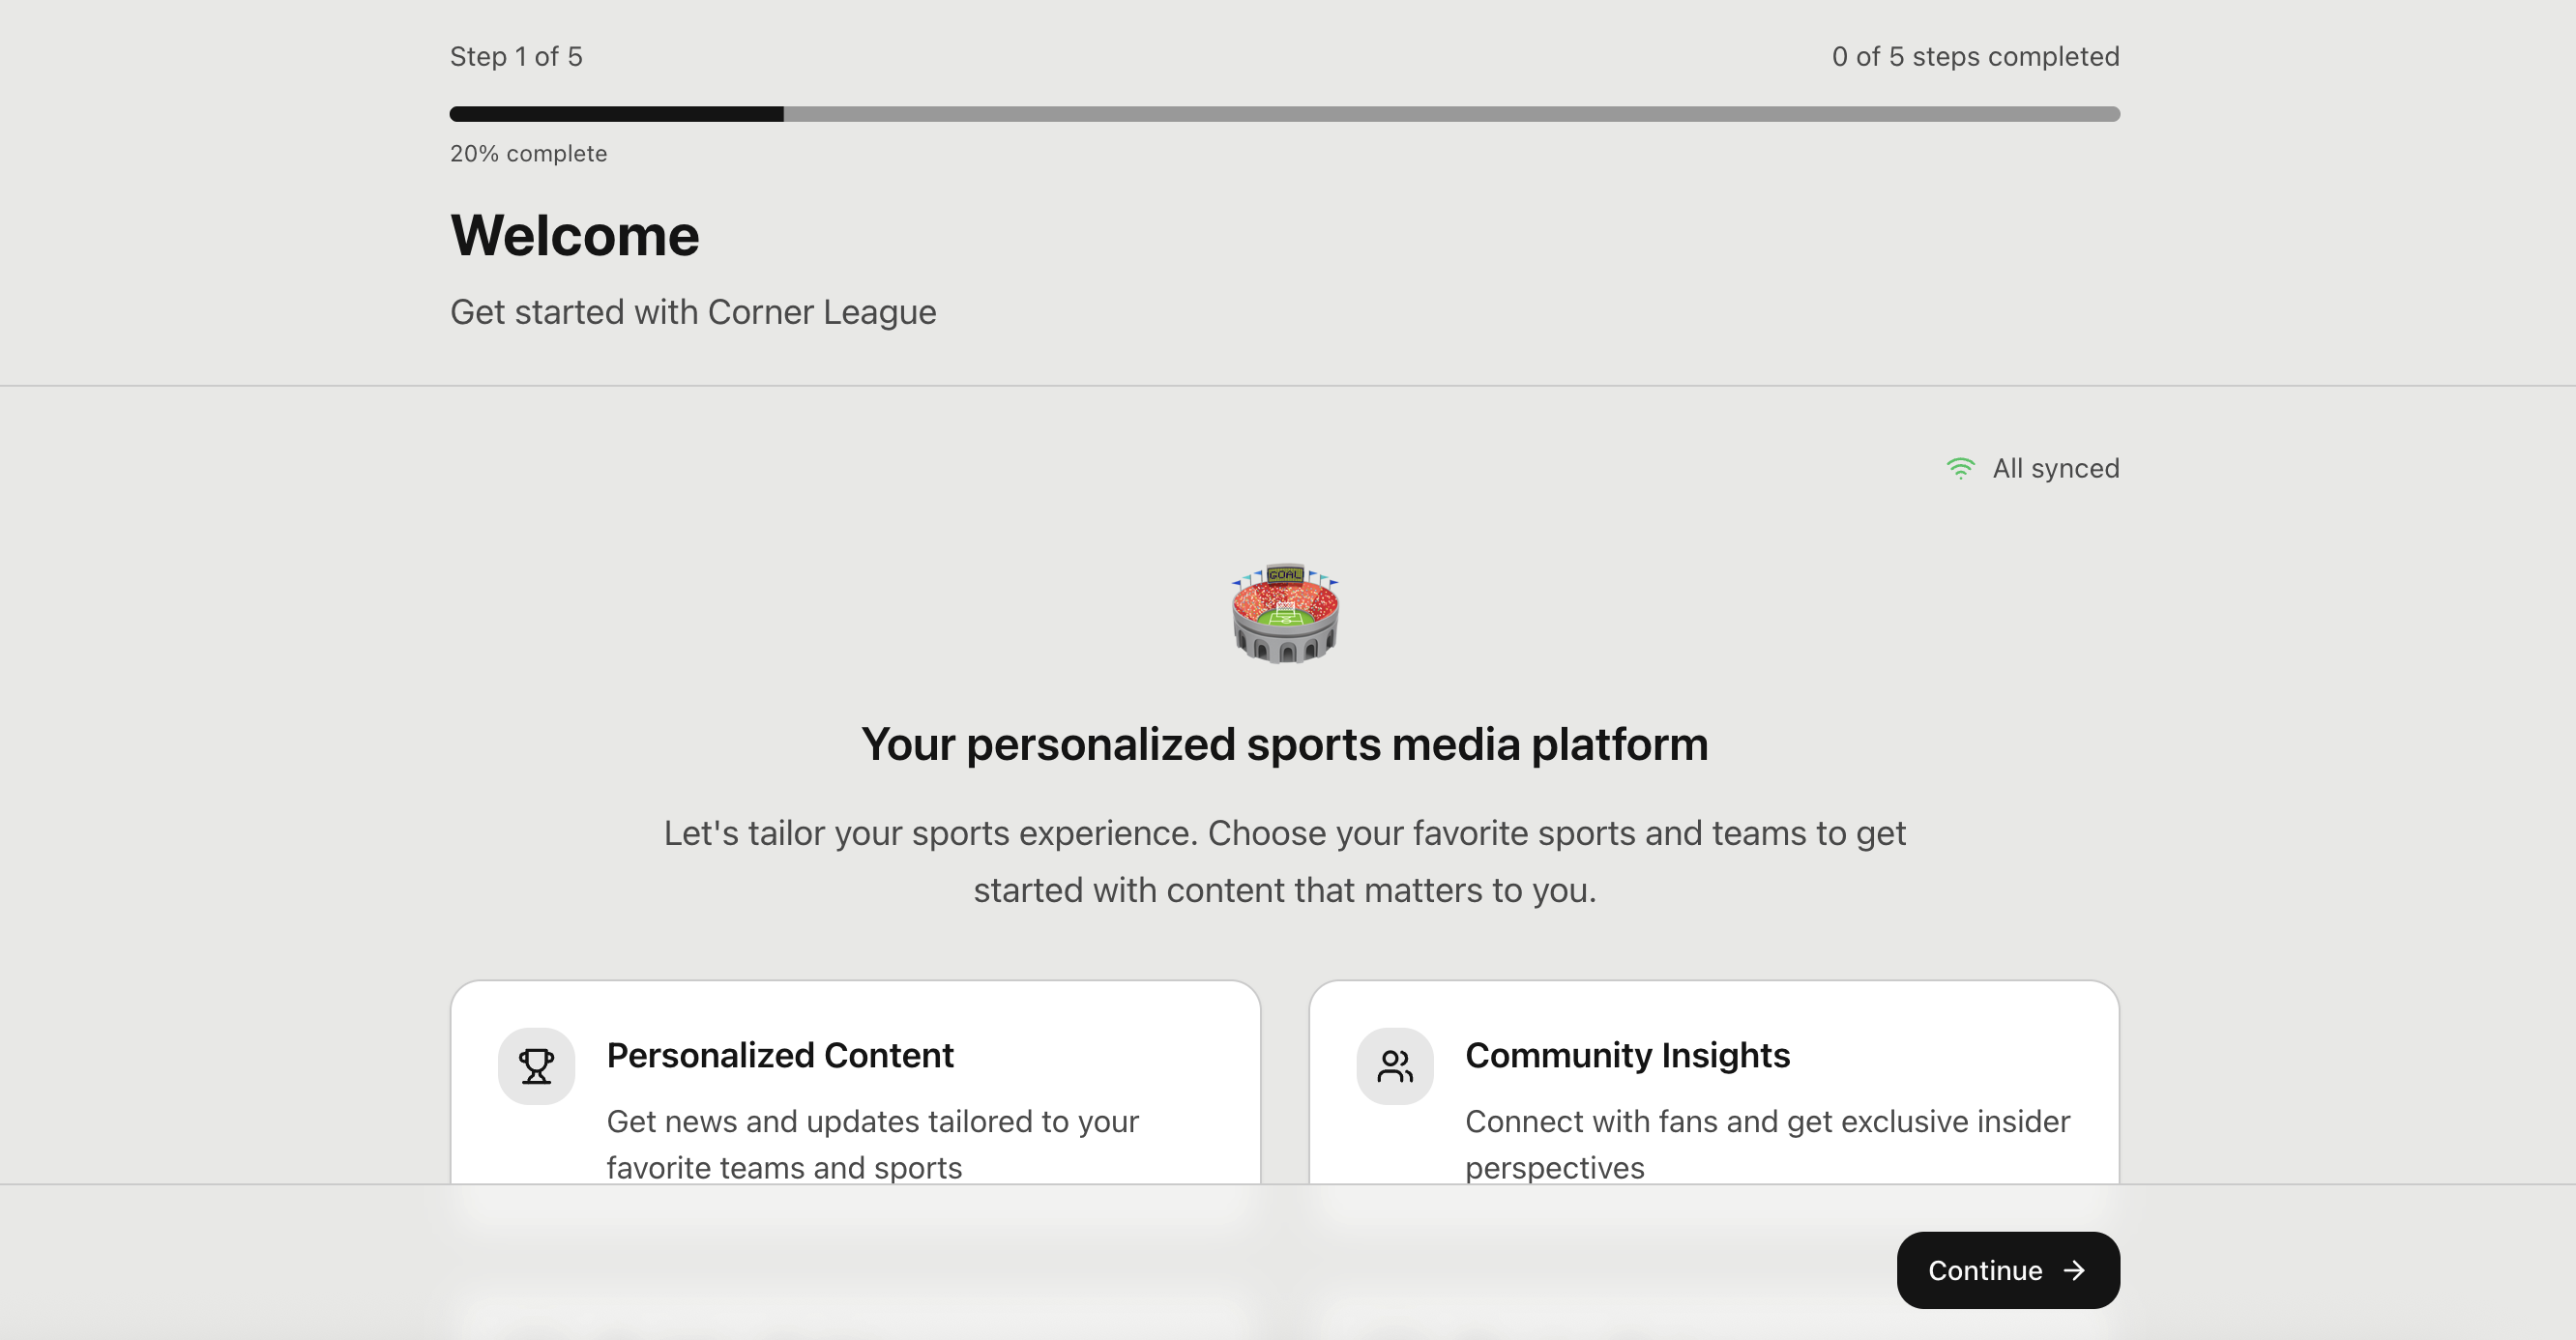 Step 1 of 5
0 of 5 steps completed
20% complete
Welcome
Get started with Corner League
All synced
GOAL
Your personalized sports media platform
Let's tailor your sports experience. Choose your favorite sports and teams to get
started with content that matters to you.
Personalized Content
Get news and updates tailored to your
favorite teams and sports
Community Insights
Connect with fans and get exclusive insider
perspectives
Continue